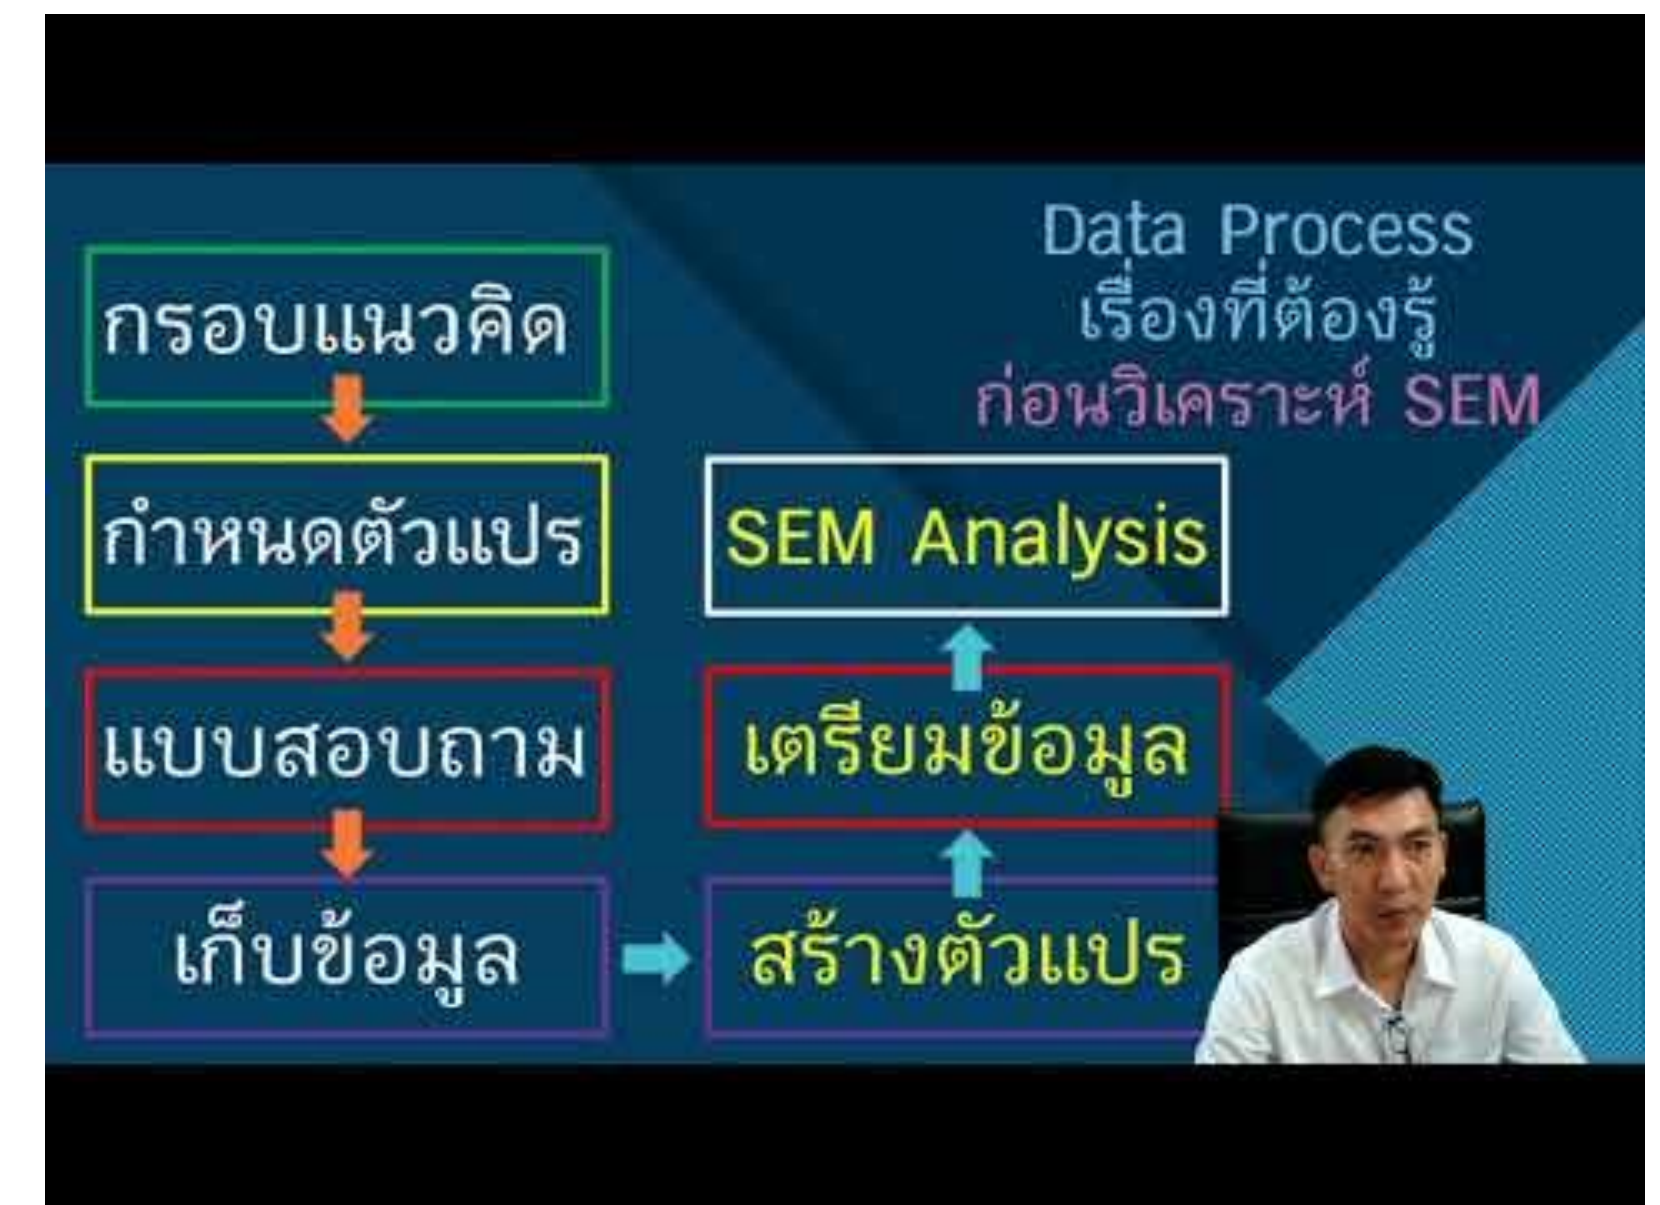 Data Process
เรื่องที่ต้องรู้
ก่อนวิเคราะห์ SEM
กรอบแนวคิด
กำหนดตัวแปร
แบบสอบถาม
เก็บข้อมูล
สร้างตัวแปร
เตรียมข้อมูล
SEM Analysis